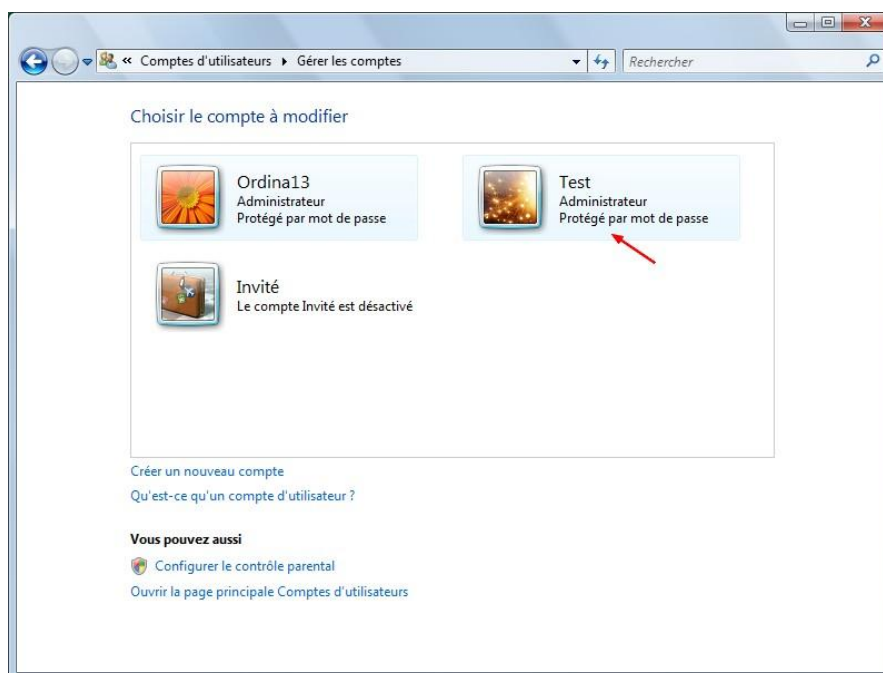 « Comptes d'utilisateurs ▸ Gérer les comptes
Rechercher
Choisir le compte à modifier
Ordina13
Administrateur
Protégé par mot de passe
Test
Administrateur
Protégé par mot de passe
Invité
Le compte Invité est désactivé
Créer un nouveau compte
Qu'est-ce qu'un compte d'utilisateur ?
Vous pouvez aussi
Configurer le contrôle parental
Ouvrir la page principale Comptes d'utilisateurs